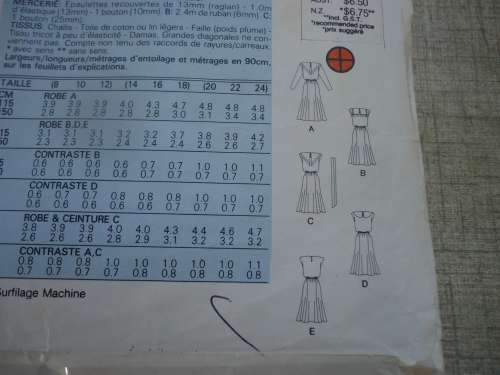 MERCERIE: Épaulettes recouvertes de 13mm (raglan) - 1.0m
d'élastique (13mm) - 1 bouton (10mm) B: 2.4m de ruban (6mm) C:
E bouton (25mm).
TISSUS. Challis - Toile de coton ou lin légers - Faille (poids plume) -
Tissu tricot à peu d'élasticité - Damas. Grandes diagonales ne con-
viennent pas. Compte non tenu des raccords de rayures/carreaux.
* avec sens ** sans sens.
Largeurs/longueurs/métrages d'entoilage et métrages en 90cm,
sur les feuillets d'explications.
$6.50
N.Z. *$6.75**
**incl. G.S.T.
*recommended price
*prix suggéré
TAILLE (8 10 12) (14 16 18) (20 22 24)
CM ROBE A
115 3.9 3.9 3.9 4.0 4.3 4.7 4.8 4.8 4.8
150 2.8 2.8 2.8 2.8 2.8 3.0 3.1 3.4 3.4
ROBE B,D,E
15 3.1 3.1 3.1 3.2 3.2 3.7 3.8 3.9 4.2
50 2.3 2.3 2.3 2.4 2.4 2.4 2.6 2.6 2.7
CONTRASTE B
5 0.6 0.6 0.6 0.6 0.7 0.7 1.0 1.0 1.1
0 0.6 0.6 0.6 0.6 0.6 0.6 0.7 0.7 0.7
CONTRASTE D
0.6 0.7 0.7 0.8 0.8 0.8 1.0 1.0 1.0
0.6 0.6 0.6 0.6 0.6 0.6 0.7 0.7 0.7
ROBE & CEINTURE C
3.8 3.9 3.9 4.0 4.0 4.3 4.4 4.6 4.7
2.6 2.6 2.6 2.8 2.9 3.1 3.2 3.2 3.2
CONTRASTE A,C
0.8 0.8 0.8 1.0 1.0 1.0 1.0 1.0 1.1
0.7 0.7 0.7 0.8 0.8 0.8 0.8 0.8 0.8
Surfilage Machine
A
B
C
D
E